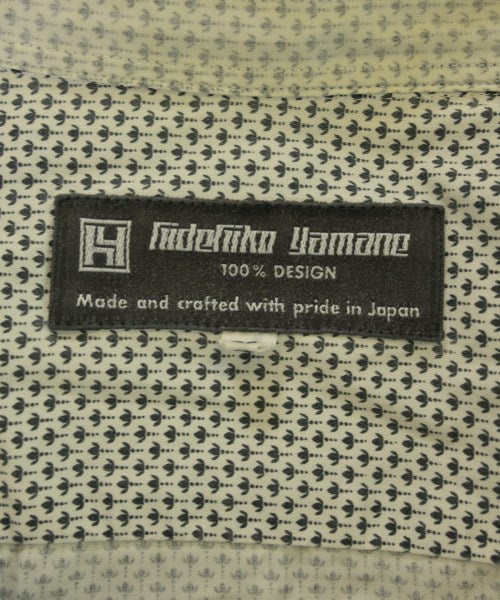 H Hidehiko Yamane
100% DESIGN
Made and crafted with pride in Japan